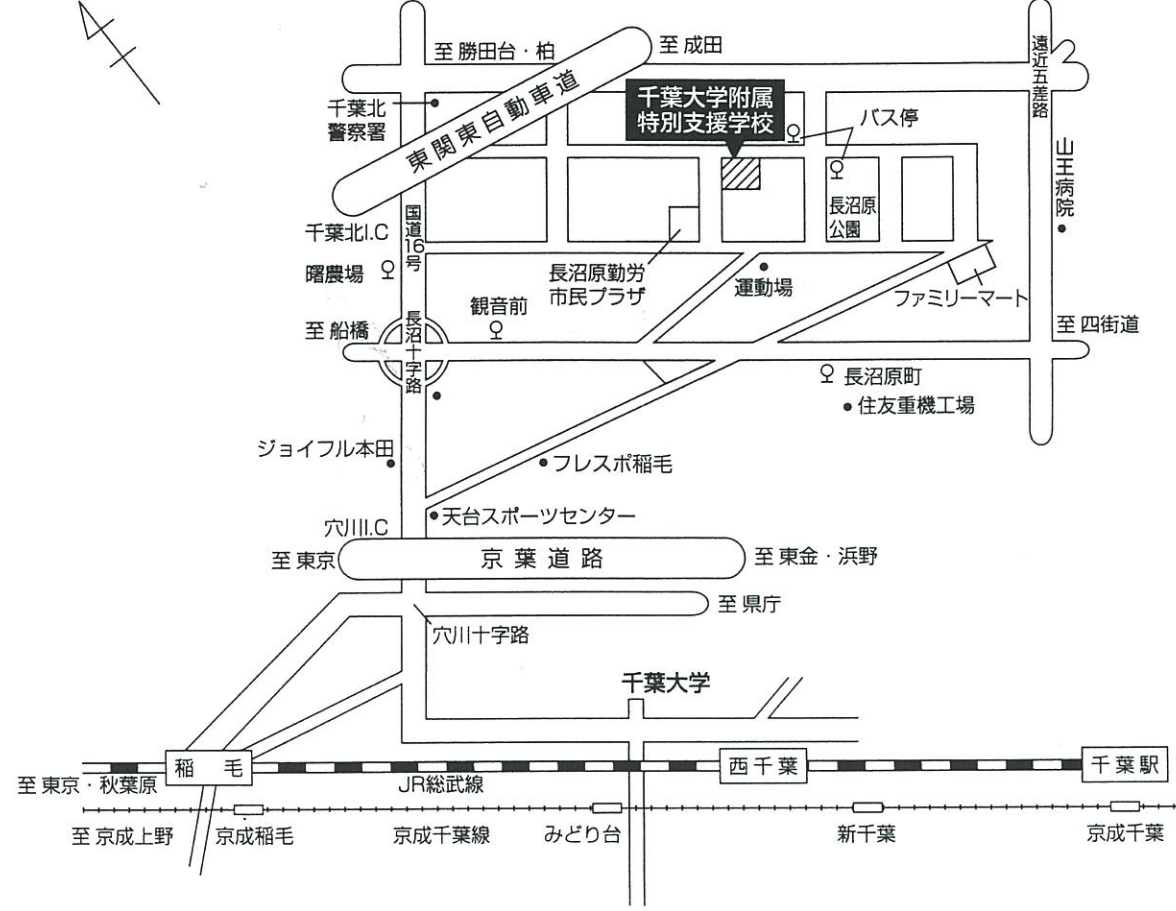 至 勝田台・柏
至 成田
遠近五差路
東関東自動車道
千葉北
警察署
千葉大学附属
特別支援学校
バス停
山王病院
国道16号
長沼原
公園
千葉北I.C
曙農場
長沼原勤労
市民プラザ
運動場
ファミリーマート
観音前
至 船橋
長沼十字路
至 四街道
長沼原町
住友重機工場
ジョイフル本田
フレスポ稲毛
天台スポーツセンター
穴川I.C
至 東京
京葉道路
至 東金・浜野
至 県庁
穴川十字路
千葉大学
稲毛
西千葉
千葉駅
至 東京・秋葉原
JR総武線
至 京成上野
京成稲毛
京成千葉線
みどり台
新千葉
京成千葉